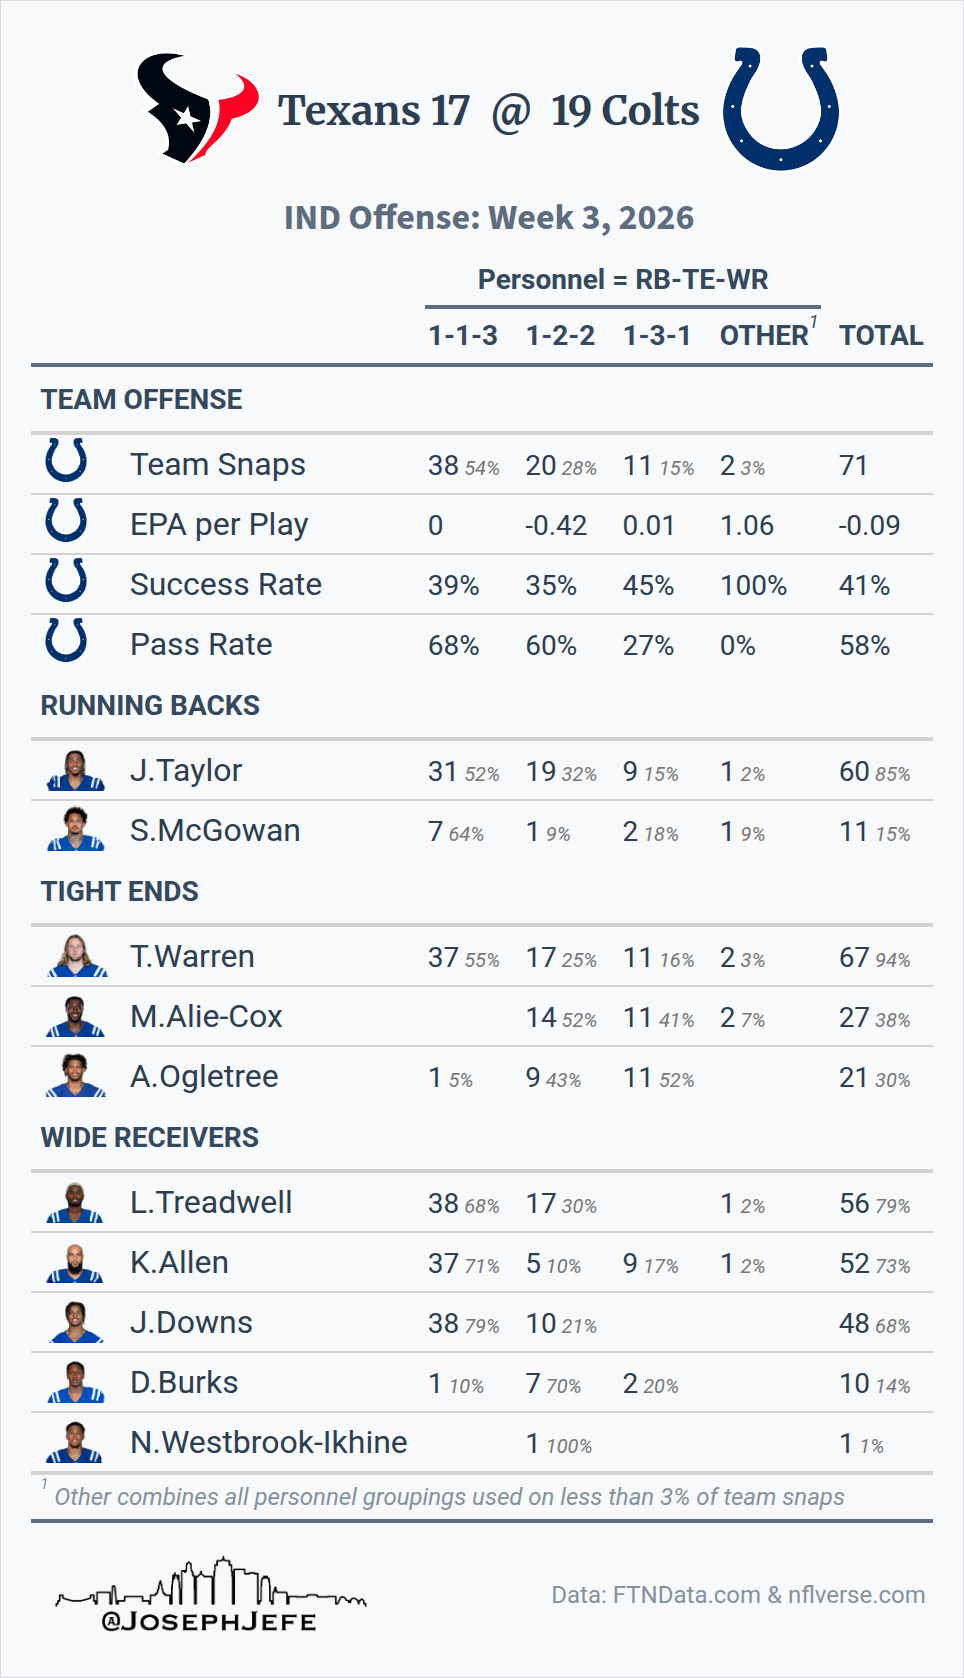 Texans 17 @ 19 Colts
IND Offense: Week 3, 2026
Personnel = RB-TE-WR
1-1-3 1-2-2 1-3-1 OTHER1 TOTAL
TEAM OFFENSE
Team Snaps 38 54% 20 28% 11 15% 2 3% 71
EPA per Play 0 -0.42 0.01 1.06 -0.09
Success Rate 39% 35% 45% 100% 41%
Pass Rate 68% 60% 27% 0% 58%
RUNNING BACKS
J.Taylor 31 52% 19 32% 9 15% 1 2% 60 85%
S.McGowan 7 64% 1 9% 2 18% 1 9% 11 15%
TIGHT ENDS
T.Warren 37 55% 17 25% 11 16% 2 3% 67 94%
M.Alie-Cox 14 52% 11 41% 2 7% 27 38%
A.Ogletree 1 5% 9 43% 11 52% 21 30%
WIDE RECEIVERS
L.Treadwell 38 68% 17 30% 1 2% 56 79%
K.Allen 37 71% 5 10% 9 17% 1 2% 52 73%
J.Downs 38 79% 10 21% 48 68%
D.Burks 1 10% 7 70% 2 20% 10 14%
N.Westbrook-Ikhine 1 100% 1 1%
1 Other combines all personnel groupings used on less than 3% of team snaps
@JosephJefe
Data: FTNData.com & nflverse.com